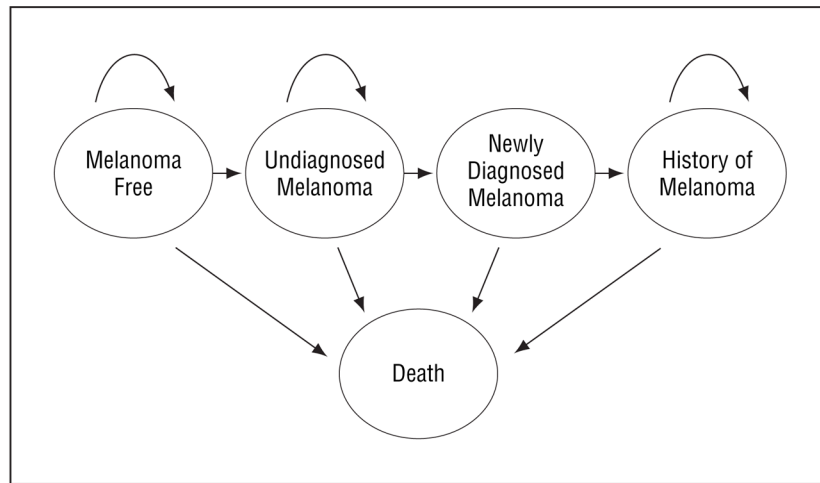 Melanoma
Free
Undiagnosed
Melanoma
Newly
Diagnosed
Melanoma
History of
Melanoma
Death